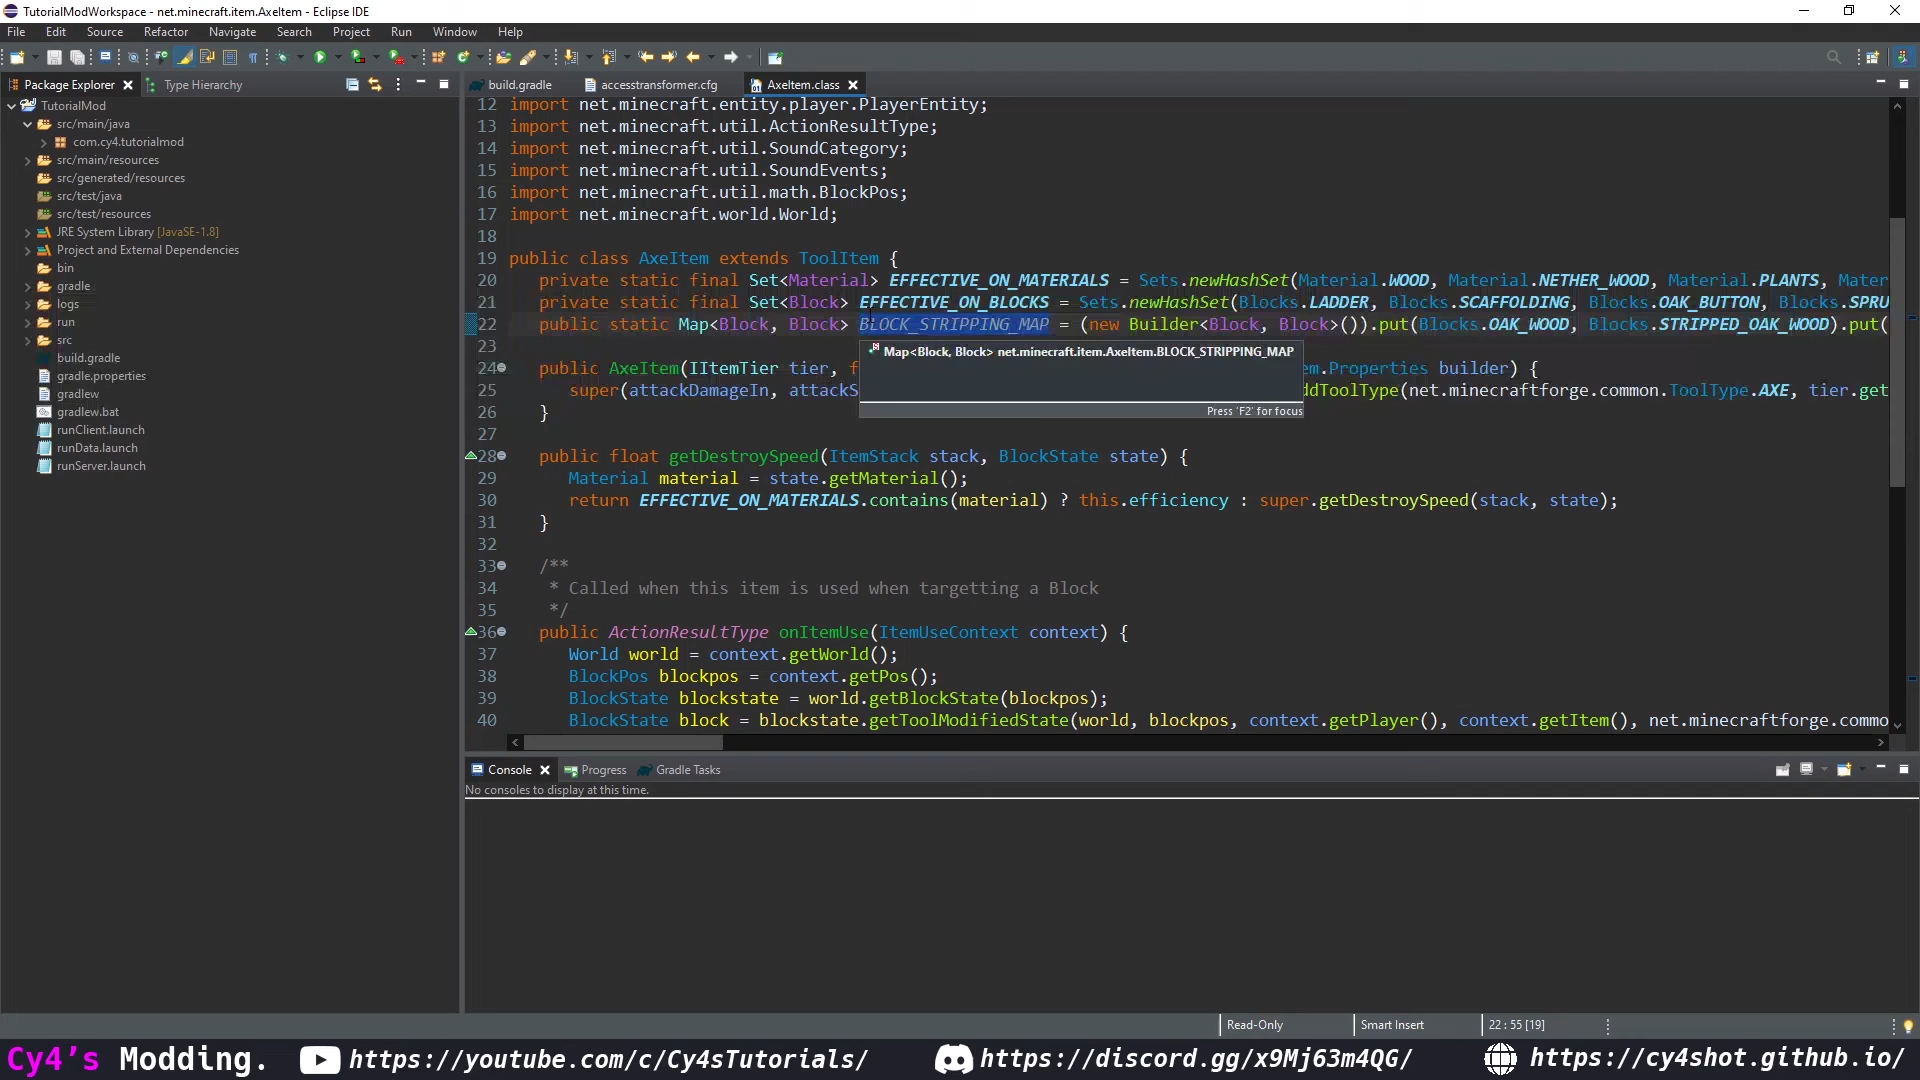 TutorialModWorkspace - net.minecraft.item.AxeItem - Eclipse IDE
File Edit Source Refactor Navigate Search Project Run Window Help
Package Explorer Type Hierarchy
TutorialMod
src/main/java
com.cy4.tutorialmod
src/main/resources
src/generated/resources
src/test/java
src/test/resources
JRE System Library [JavaSE-1.8]
Project and External Dependencies
bin
gradle
logs
run
src
build.gradle
gradle.properties
gradlew
gradlew.bat
runClient.launch
runData.launch
runServer.launch
build.gradle accesstransformer.cfg AxeItem.class
12 import net.minecraft.entity.player.PlayerEntity;
13 import net.minecraft.util.ActionResultType;
14 import net.minecraft.util.SoundCategory;
15 import net.minecraft.util.SoundEvents;
16 import net.minecraft.util.math.BlockPos;
17 import net.minecraft.world.World;
18
19 public class AxeItem extends ToolItem {
20 private static final Set<Material> EFFECTIVE_ON_MATERIALS = Sets.newHashSet(Material.WOOD, Material.NETHER_WOOD, Material.PLANTS, Mater
21 private static final Set<Block> EFFECTIVE_ON_BLOCKS = Sets.newHashSet(Blocks.LADDER, Blocks.SCAFFOLDING, Blocks.OAK_BUTTON, Blocks.SPRU
22 public static Map<Block, Block> BLOCK_STRIPPING_MAP = (new Builder<Block, Block>()).put(Blocks.OAK_WOOD, Blocks.STRIPPED_OAK_WOOD).put(
23
Map<Block, Block> net.minecraft.item.AxeItem.BLOCK_STRIPPING_MAP
Press 'F2' for focus
24 public AxeItem(IItemTier tier, f em.Properties builder) {
25 super(attackDamageIn, attackS ddToolType(net.minecraftforge.common.ToolType.AXE, tier.get
26 }
27
28 public float getDestroySpeed(ItemStack stack, BlockState state) {
29 Material material = state.getMaterial();
30 return EFFECTIVE_ON_MATERIALS.contains(material) ? this.efficiency : super.getDestroySpeed(stack, state);
31 }
32
33 /**
34 * Called when this item is used when targetting a Block
35 */
36 public ActionResultType onItemUse(ItemUseContext context) {
37 World world = context.getWorld();
38 BlockPos blockpos = context.getPos();
39 BlockState blockstate = world.getBlockState(blockpos);
40 BlockState block = blockstate.getToolModifiedState(world, blockpos, context.getPlayer(), context.getItem(), net.minecraftforge.commo
Console Progress Gradle Tasks
No consoles to display at this time.
Read-Only Smart Insert 22 : 55 [19]
Cy4's Modding. https://youtube.com/c/Cy4sTutorials/ https://discord.gg/x9Mj63m4QG/ https://cy4shot.github.io/